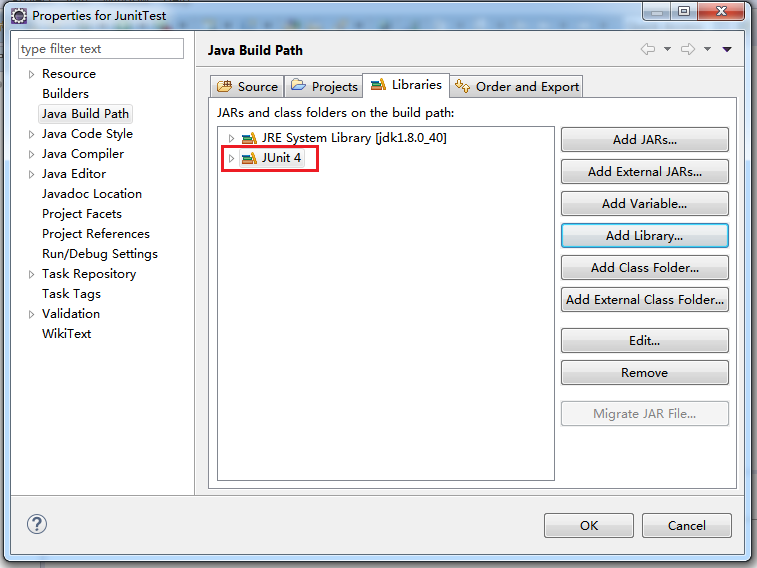 Properties for JunitTest
type filter text
Resource
Builders
Java Build Path
Java Code Style
Java Compiler
Java Editor
Javadoc Location
Project Facets
Project References
Run/Debug Settings
Task Repository
Task Tags
Validation
WikiText
Java Build Path
Source Projects Libraries Order and Export
JARs and class folders on the build path:
JRE System Library [jdk1.8.0_40]
JUnit 4
Add JARs...
Add External JARs...
Add Variable...
Add Library...
Add Class Folder...
Add External Class Folder...
Edit...
Remove
Migrate JAR File...
?
OK Cancel